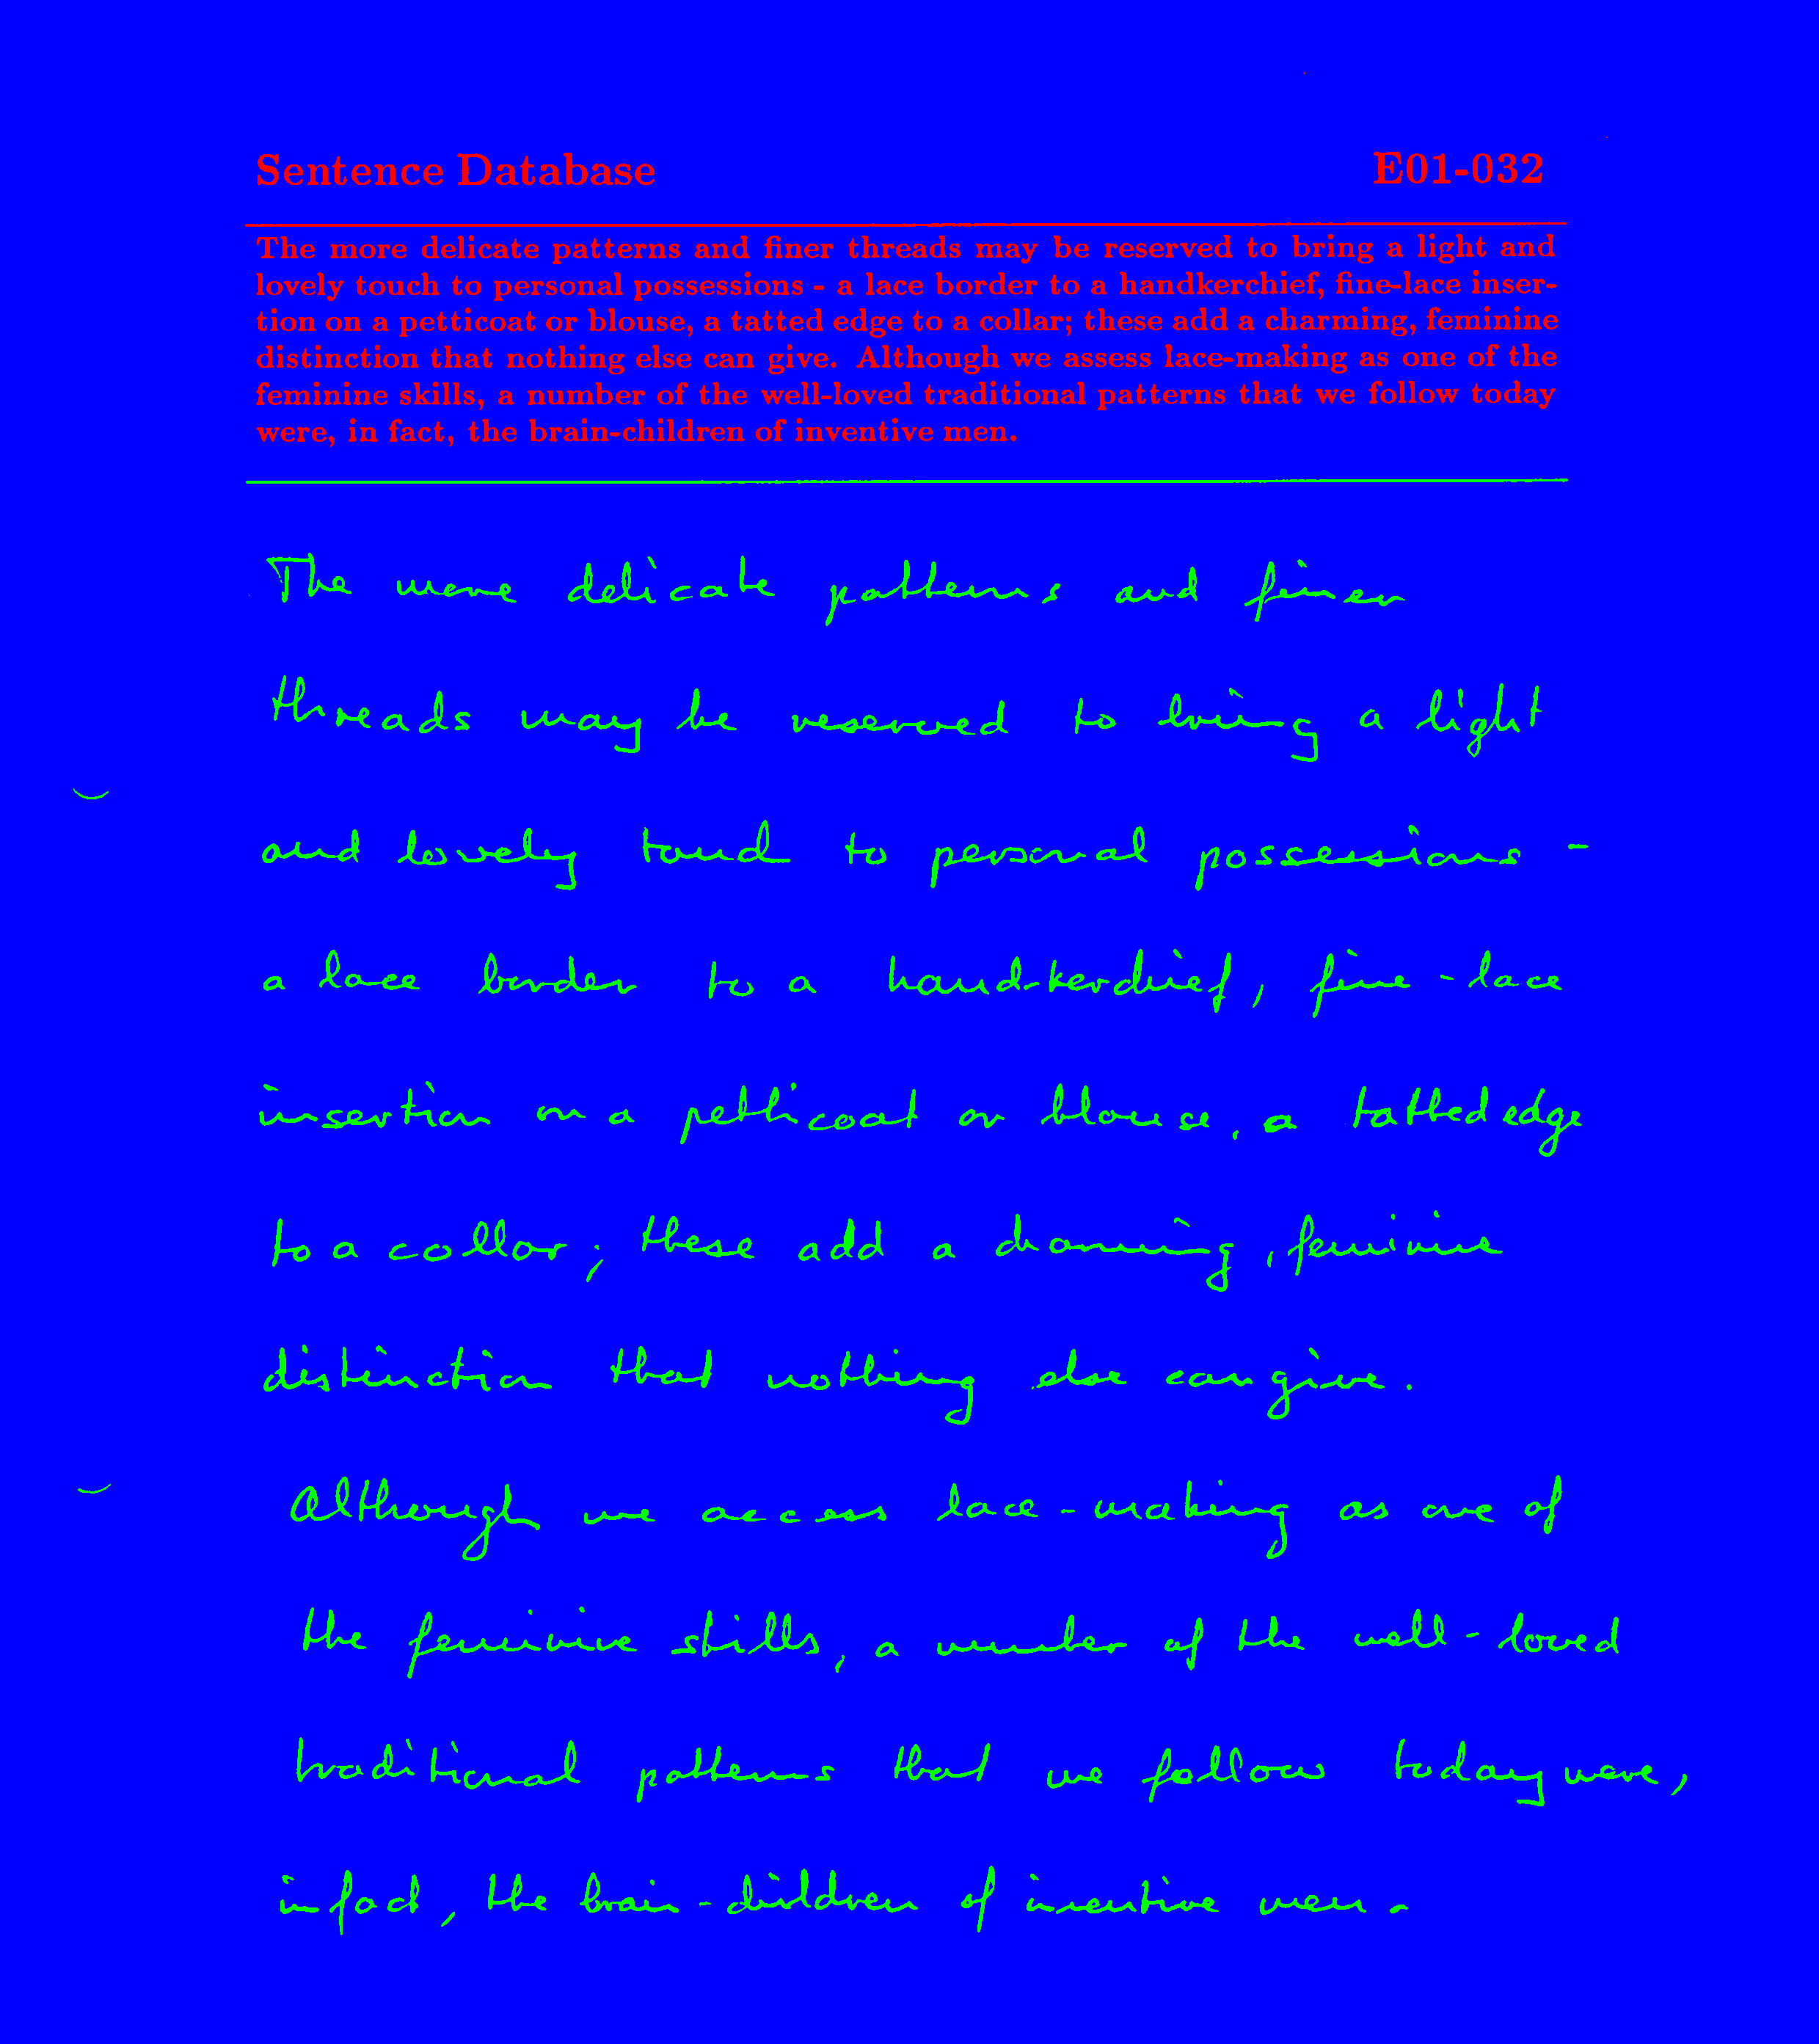 Sentence Database E01-032
The more delicate patterns and finer threads may be reserved to bring a light and
lovely touch to personal possessions - a lace border to a handkerchief, fine-lace inser-
tion on a petticoat or blouse, a tatted edge to a collar; these add a charming, feminine
distinction that nothing else can give. Although we assess lace-making as one of the
feminine skills, a number of the well-loved traditional patterns that we follow today
were, in fact, the brain-children of inventive men.
The more delicate patterns and finer
threads may be reserved to bring a light
and lovely touch to personal possessions -
a lace border to a hand-kerchief, fine-lace
insertion on a petticoat or blouse, a tatted edge
to a collar; these add a charming, feminine
distinction that nothing else can give.
Although we access lace-making as one of
the feminine skills, a number of the well-loved
traditional patterns that we follow today were,
in fact, the brain-children of inventive men.